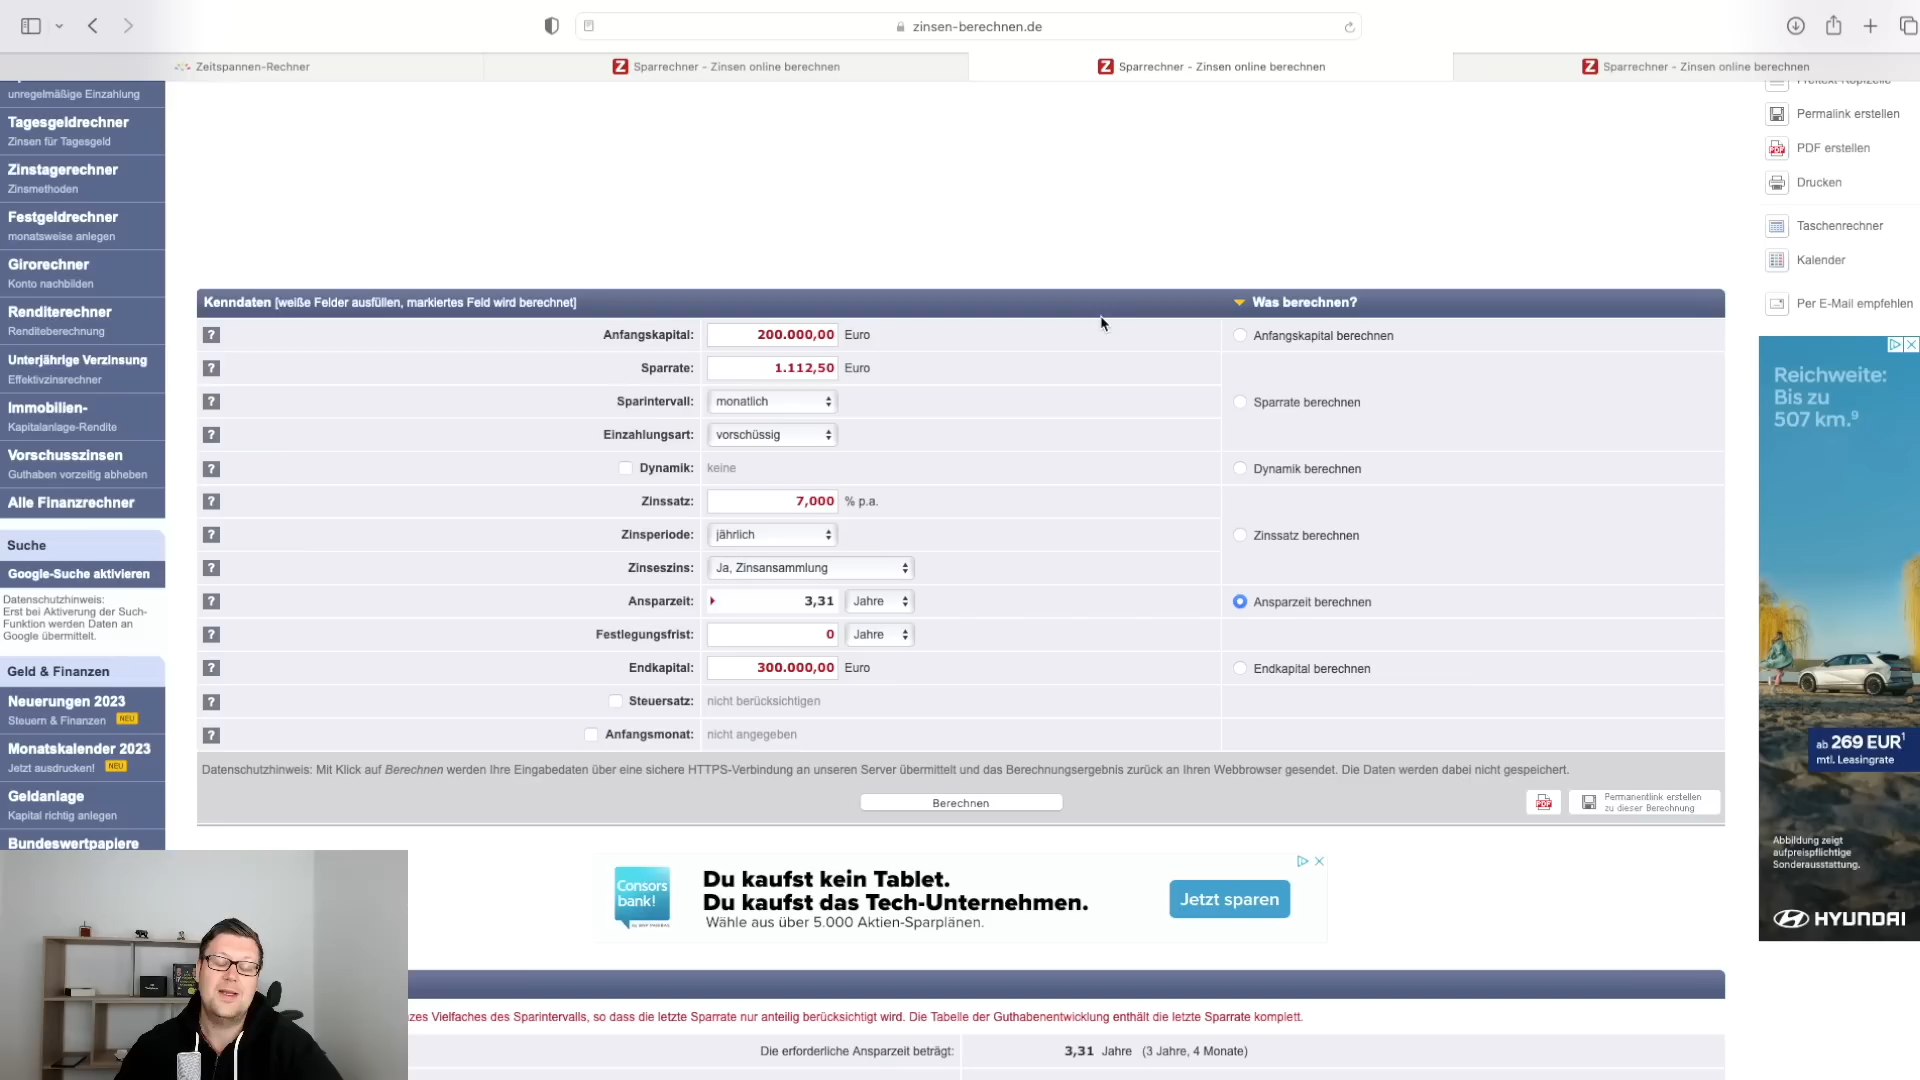 zinsen-berechnen.de
Zeitspannen-Rechner
Sparrechner - Zinsen online berechnen
Sparrechner - Zinsen online berechnen
Sparrechner - Zinsen online berechnen
unregelmäßige Einzahlung
Tagesgeldrechner
Zinsen für Tagesgeld
Zinstagerechner
Zinsmethoden
Festgeldrechner
monatsweise anlegen
Girorechner
Konto nachbilden
Renditerechner
Renditeberechnung
Unterjährige Verzinsung
Effektivzinsrechner
Immobilien-
Kapitalanlage-Rendite
Vorschusszinsen
Guthaben vorzeitig abheben
Alle Finanzrechner
Suche
Google-Suche aktivieren
Datenschutzhinweis:
Erst bei Aktivierung der Such-
Funktion werden Daten an
Google übermittelt.
Geld & Finanzen
Neuerungen 2023
Steuern & Finanzen NEU
Monatskalender 2023
Jetzt ausdrucken! NEU
Geldanlage
Kapital richtig anlegen
Bundeswertpapiere
Kenndaten [weiße Felder ausfüllen, markiertes Feld wird berechnet]
Was berechnen?
? Anfangskapital: 200.000,00 Euro
Anfangskapital berechnen
? Sparrate: 1.112,50 Euro
? Sparintervall: monatlich
Sparrate berechnen
? Einzahlungsart: vorschüssig
? Dynamik: keine
Dynamik berechnen
? Zinssatz: 7,000 % p.a.
? Zinsperiode: jährlich
Zinssatz berechnen
? Zinseszins: Ja, Zinsansammlung
? Ansparzeit: 3,31 Jahre
Ansparzeit berechnen
? Festlegungsfrist: 0 Jahre
? Endkapital: 300.000,00 Euro
Endkapital berechnen
? Steuersatz: nicht berücksichtigen
? Anfangsmonat: nicht angegeben
Datenschutzhinweis: Mit Klick auf Berechnen werden Ihre Eingabedaten über eine sichere HTTPS-Verbindung an unseren Server übermittelt und das Berechnungsergebnis zurück an Ihren Webbrowser gesendet. Die Daten werden dabei nicht gespeichert.
Berechnen
PDF
Permanentlink erstellen
zu dieser Berechnung
Consors
bank!
Du kaufst kein Tablet.
Du kaufst das Tech-Unternehmen.
Wähle aus über 5.000 Aktien-Sparplänen.
Jetzt sparen
zes Vielfaches des Sparintervalls, so dass die letzte Sparrate nur anteilig berücksichtigt wird. Die Tabelle der Guthabenentwicklung enthält die letzte Sparrate komplett.
Die erforderliche Ansparzeit beträgt: 3,31 Jahre (3 Jahre, 4 Monate)
Permalink erstellen
PDF erstellen
Drucken
Taschenrechner
Kalender
Per E-Mail empfehlen
Reichweite:
Bis zu
507 km.⁹
ab 269 EUR¹
mtl. Leasingrate
Abbildung zeigt
aufpreispflichtige
Sonderausstattung.
HYUNDAI